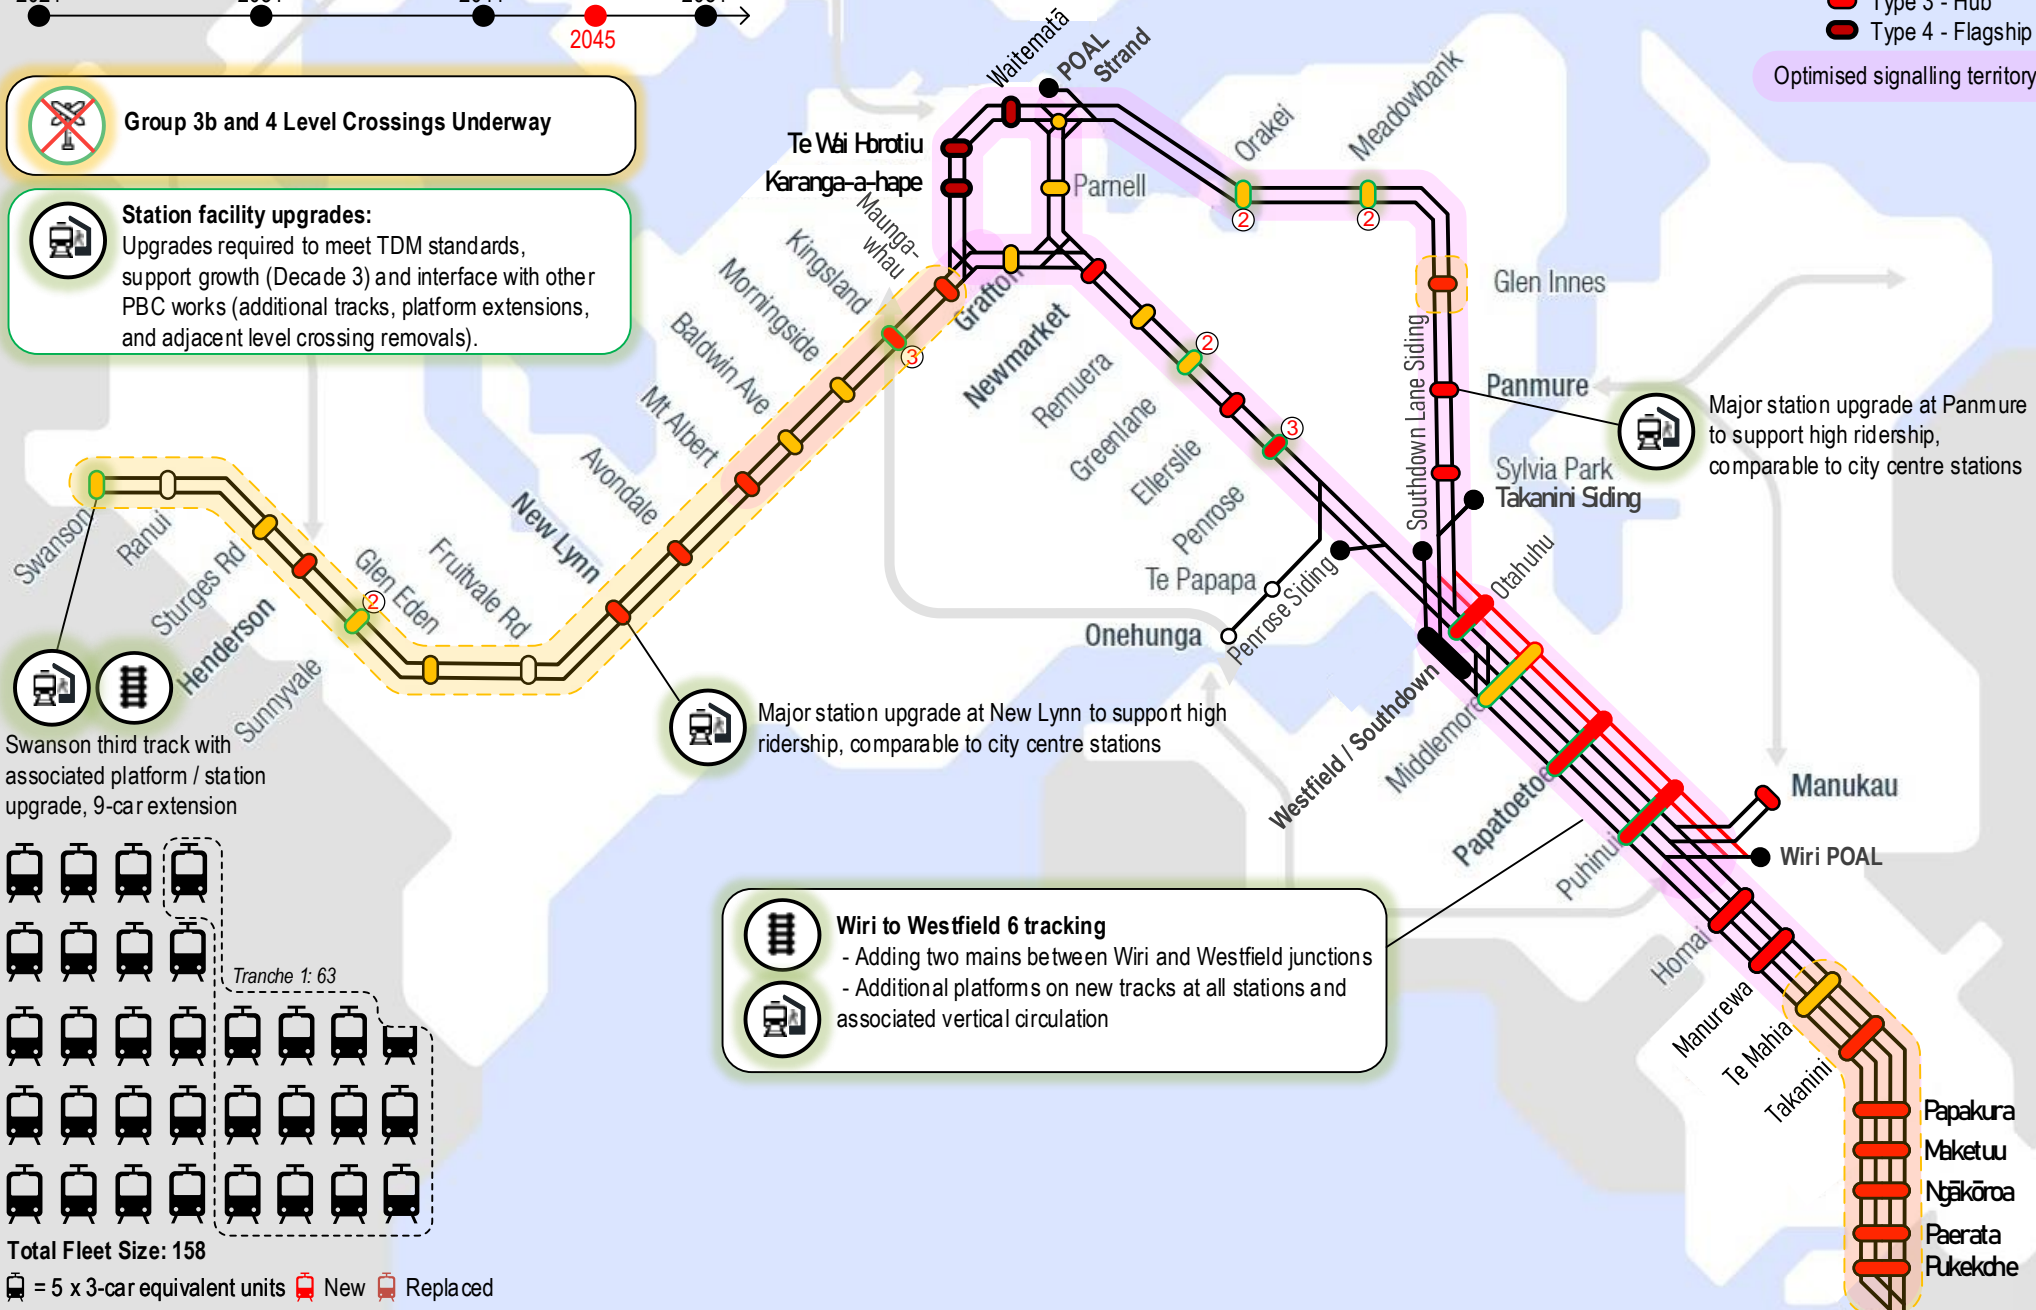 2045
Type 3 - Hub
Type 4 - Flagship
Optimised signalling territory
Group 3b and 4 Level Crossings Underway
Station facility upgrades:
Upgrades required to meet TDM standards,
support growth (Decade 3) and interface with other
PBC works (additional tracks, platform extensions,
and adjacent level crossing removals).
Waitematā
POAL
Strand
Te Wai Horotiu
Karanga-a-hape
Maunga-
whau
Parnell
Orakei
2
Meadowbank
2
Kingsland
3
Morningside
Baldwin Ave
Mt Albert
Avondale
New Lynn
Fruitvale Rd
Glen Eden
2
Sunnyvale
Henderson
Sturges Rd
Ranui
Swanson
Grafton
Newmarket
Remuera
Greenlane
2
Ellerslie
Penrose
3
Te Papapa
Onehunga
Penrose Siding
Glen Innes
Southdown Lane Siding
Panmure
Sylvia Park
Takanini Siding
Major station upgrade at Panmure
to support high ridership,
comparable to city centre stations
Otahuhu
Westfield / Southdown
Middlemore
Papatoetoe
Puhinui
Manukau
Wiri POAL
Homai
Manurewa
Te Mahia
Takanini
Papakura
Maketuu
Ngākōroa
Paerata
Pukekohe
Major station upgrade at New Lynn to support high
ridership, comparable to city centre stations
Swanson third track with
associated platform / station
upgrade, 9-car extension
Wiri to Westfield 6 tracking
- Adding two mains between Wiri and Westfield junctions
- Additional platforms on new tracks at all stations and
associated vertical circulation
Tranche 1: 63
Total Fleet Size: 158
= 5 x 3-car equivalent units New Replaced